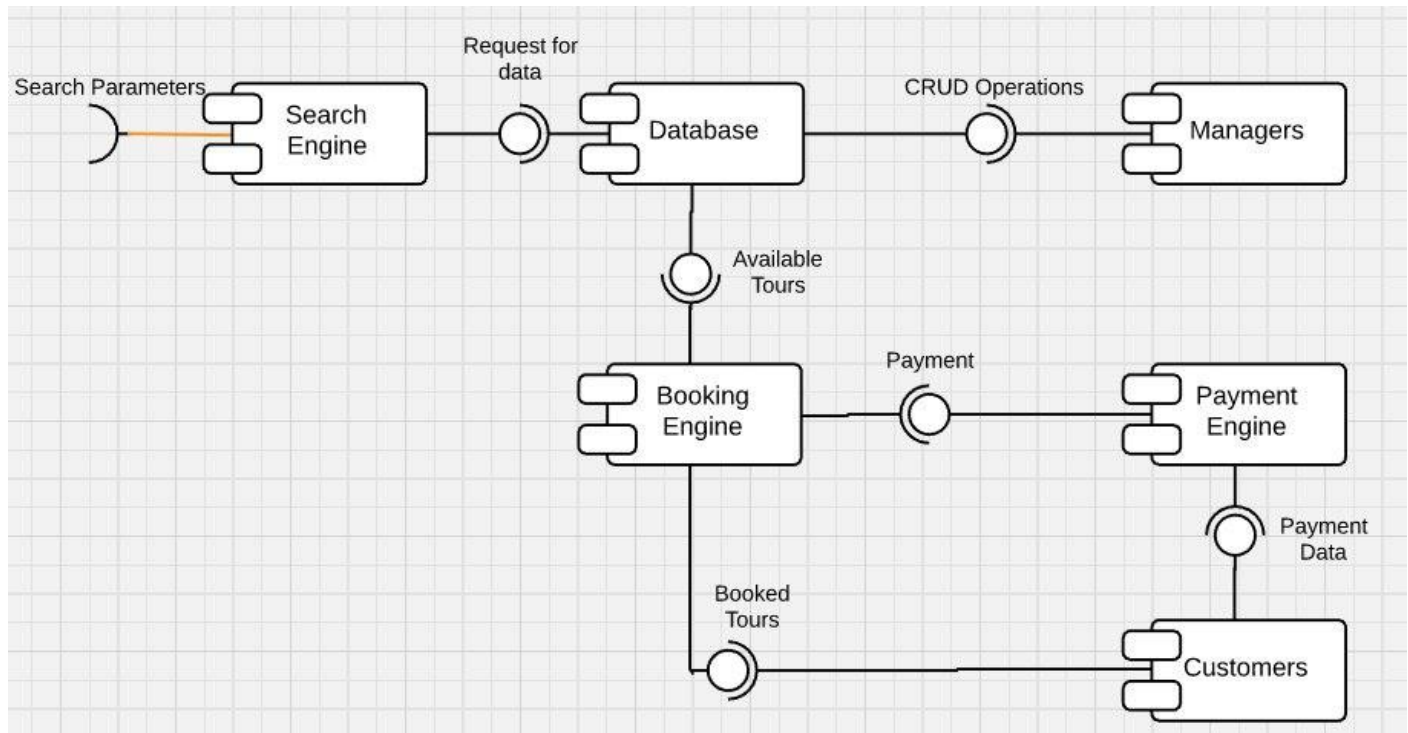 Request for
data
Search Parameters
CRUD Operations
Search
Engine
Database
Managers
Available
Tours
Payment
Booking
Engine
Payment
Engine
Payment
Data
Booked
Tours
Customers